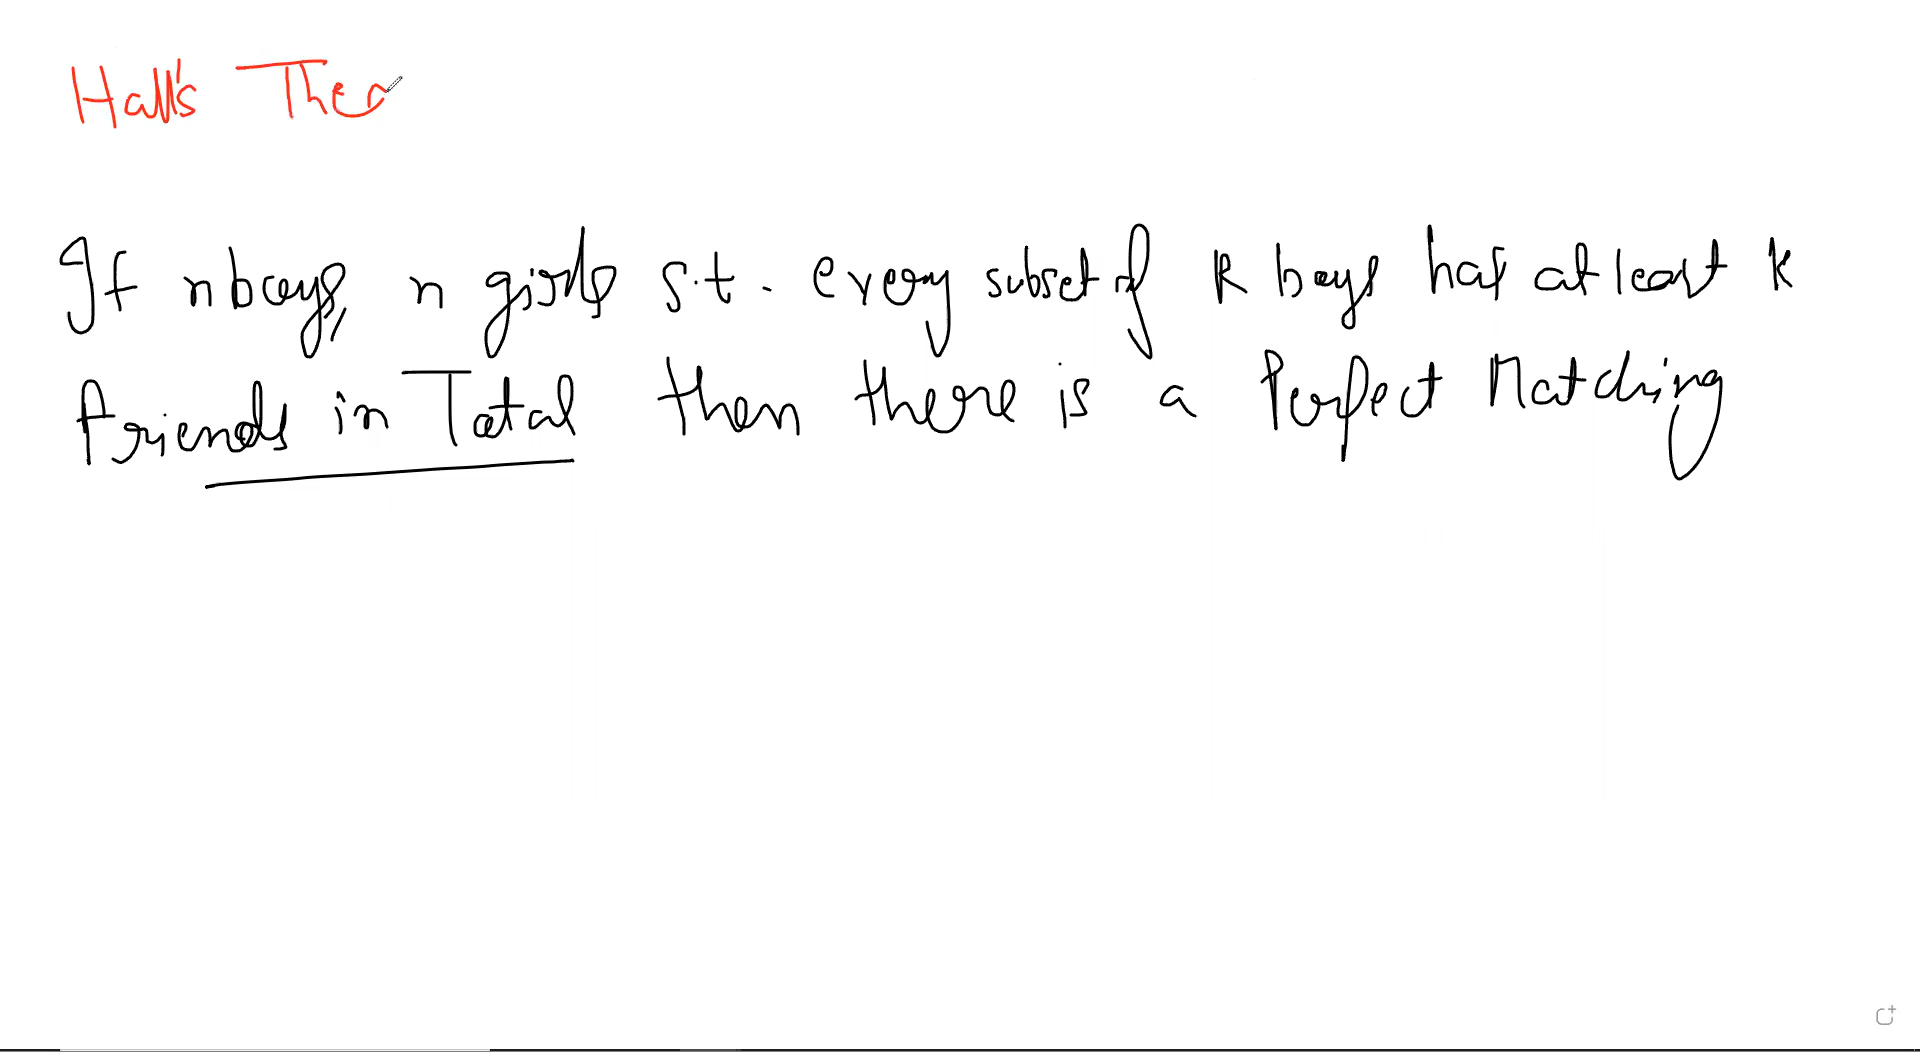 Hall's Theo
If n boys, n girls s.t. every subset of k boys has at least k
friends in Total then there is a Perfect Matching